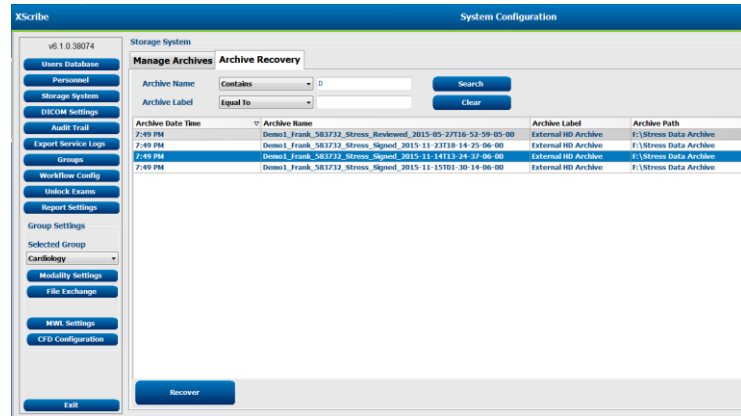 XScribe System Configuration
v6.1.0.38074
Users Database
Personnel
Storage System
DICOM Settings
Audit Trail
Export Service Logs
Groups
Workflow Config
Unlock Exams
Report Settings
Group Settings
Selected Group
Cardiology
Modality Settings
File Exchange
MWL Settings
CFD Configuration
Exit
Storage System
Manage Archives Archive Recovery
Archive Name Contains D Search
Archive Label Equal To Clear
Archive Date Time Archive Name Archive Label Archive Path
7:49 PM Demo1_Frank_583732_Stress_Reviewed_2015-05-27T16-52-59-05-00 External HD Archive F:\Stress Data Archive
7:49 PM Demo1_Frank_583732_Stress_Signed_2015-11-23T18-14-25-06-00 External HD Archive F:\Stress Data Archive
7:49 PM Demo1_Frank_583732_Stress_Signed_2015-11-14T13-24-37-06-00 External HD Archive F:\Stress Data Archive
7:49 PM Demo1_Frank_583732_Stress_Signed_2015-11-15T01-30-14-06-00 External HD Archive F:\Stress Data Archive
Recover